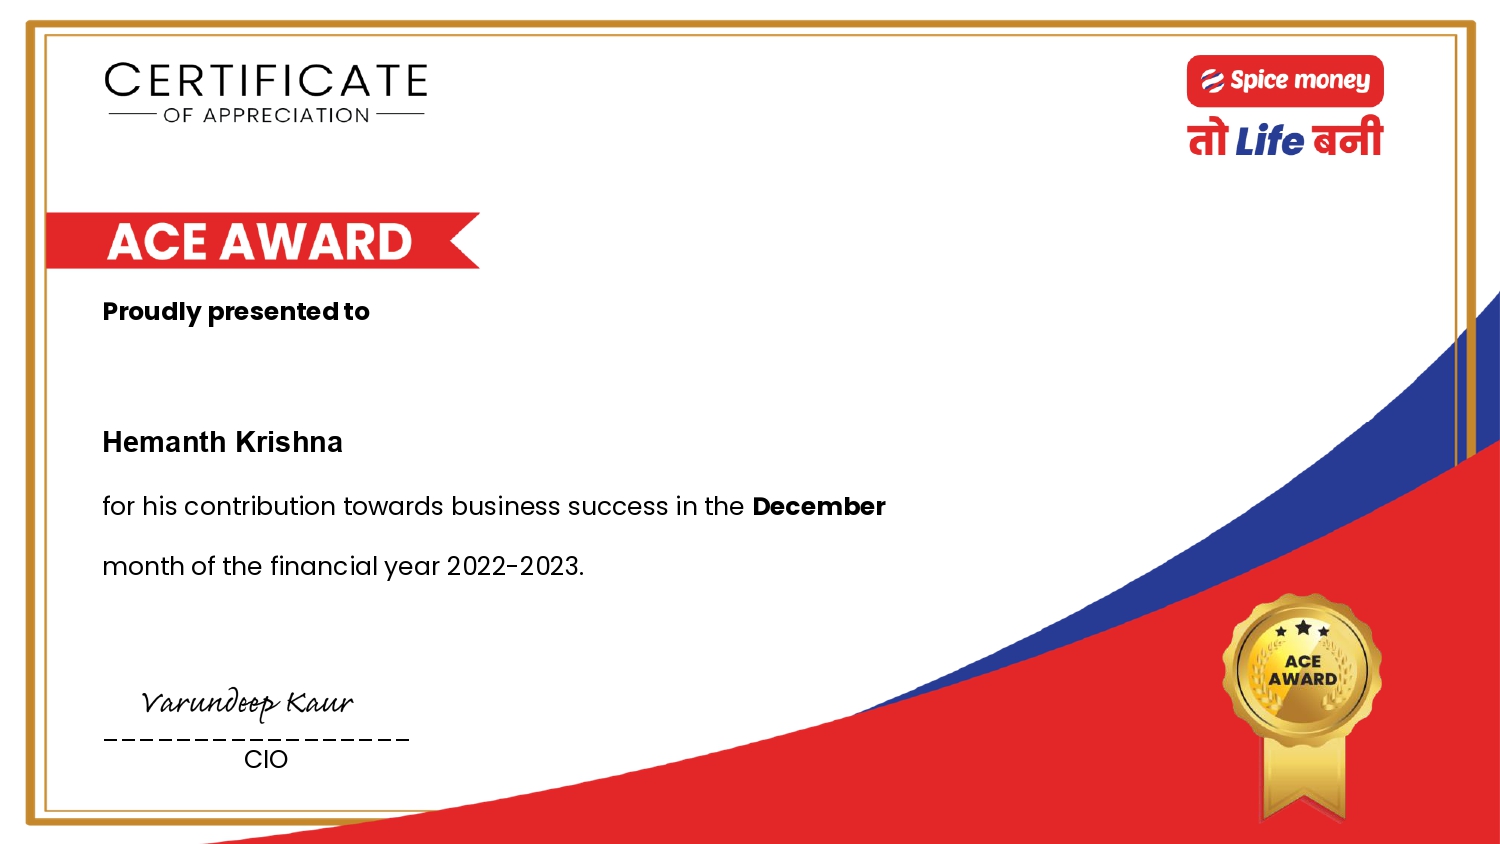 CERTIFICATE
OF APPRECIATION
Spice money
तो Life बनी
ACE AWARD
Proudly presented to
Hemanth Krishna
for his contribution towards business success in the December
month of the financial year 2022-2023.
Varundeep Kaur
CIO
ACE
AWARD